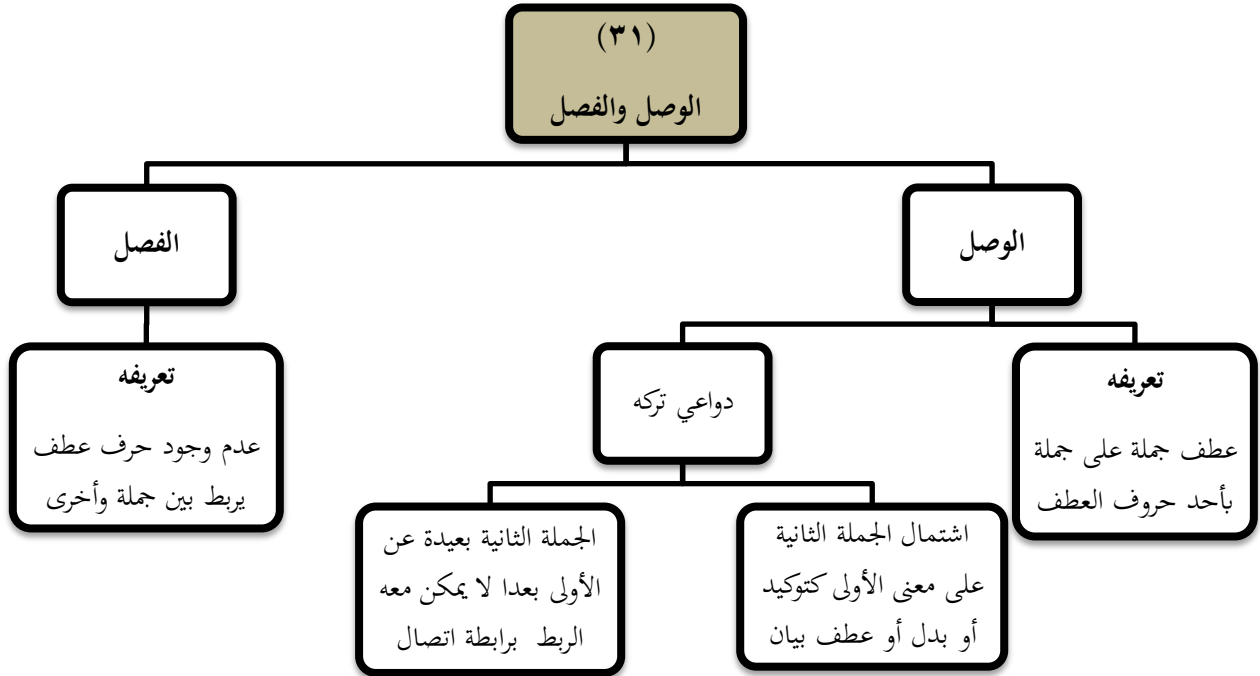 (٣١)
الوصل والفصل
الوصل
الفصل
تعريفه
عطف جملة على جملة
بأحد حروف العطف
دواعي تركه
تعريفه
عدم وجود حرف عطف
يربط بين جملة وأخرى
اشتمال الجملة الثانية
على معنى الأولى كتوكيد
أو بدل أو عطف بيان
الجملة الثانية بعيدة عن
الأولى بعدا لا يمكن معه
الربط برابطة اتصال